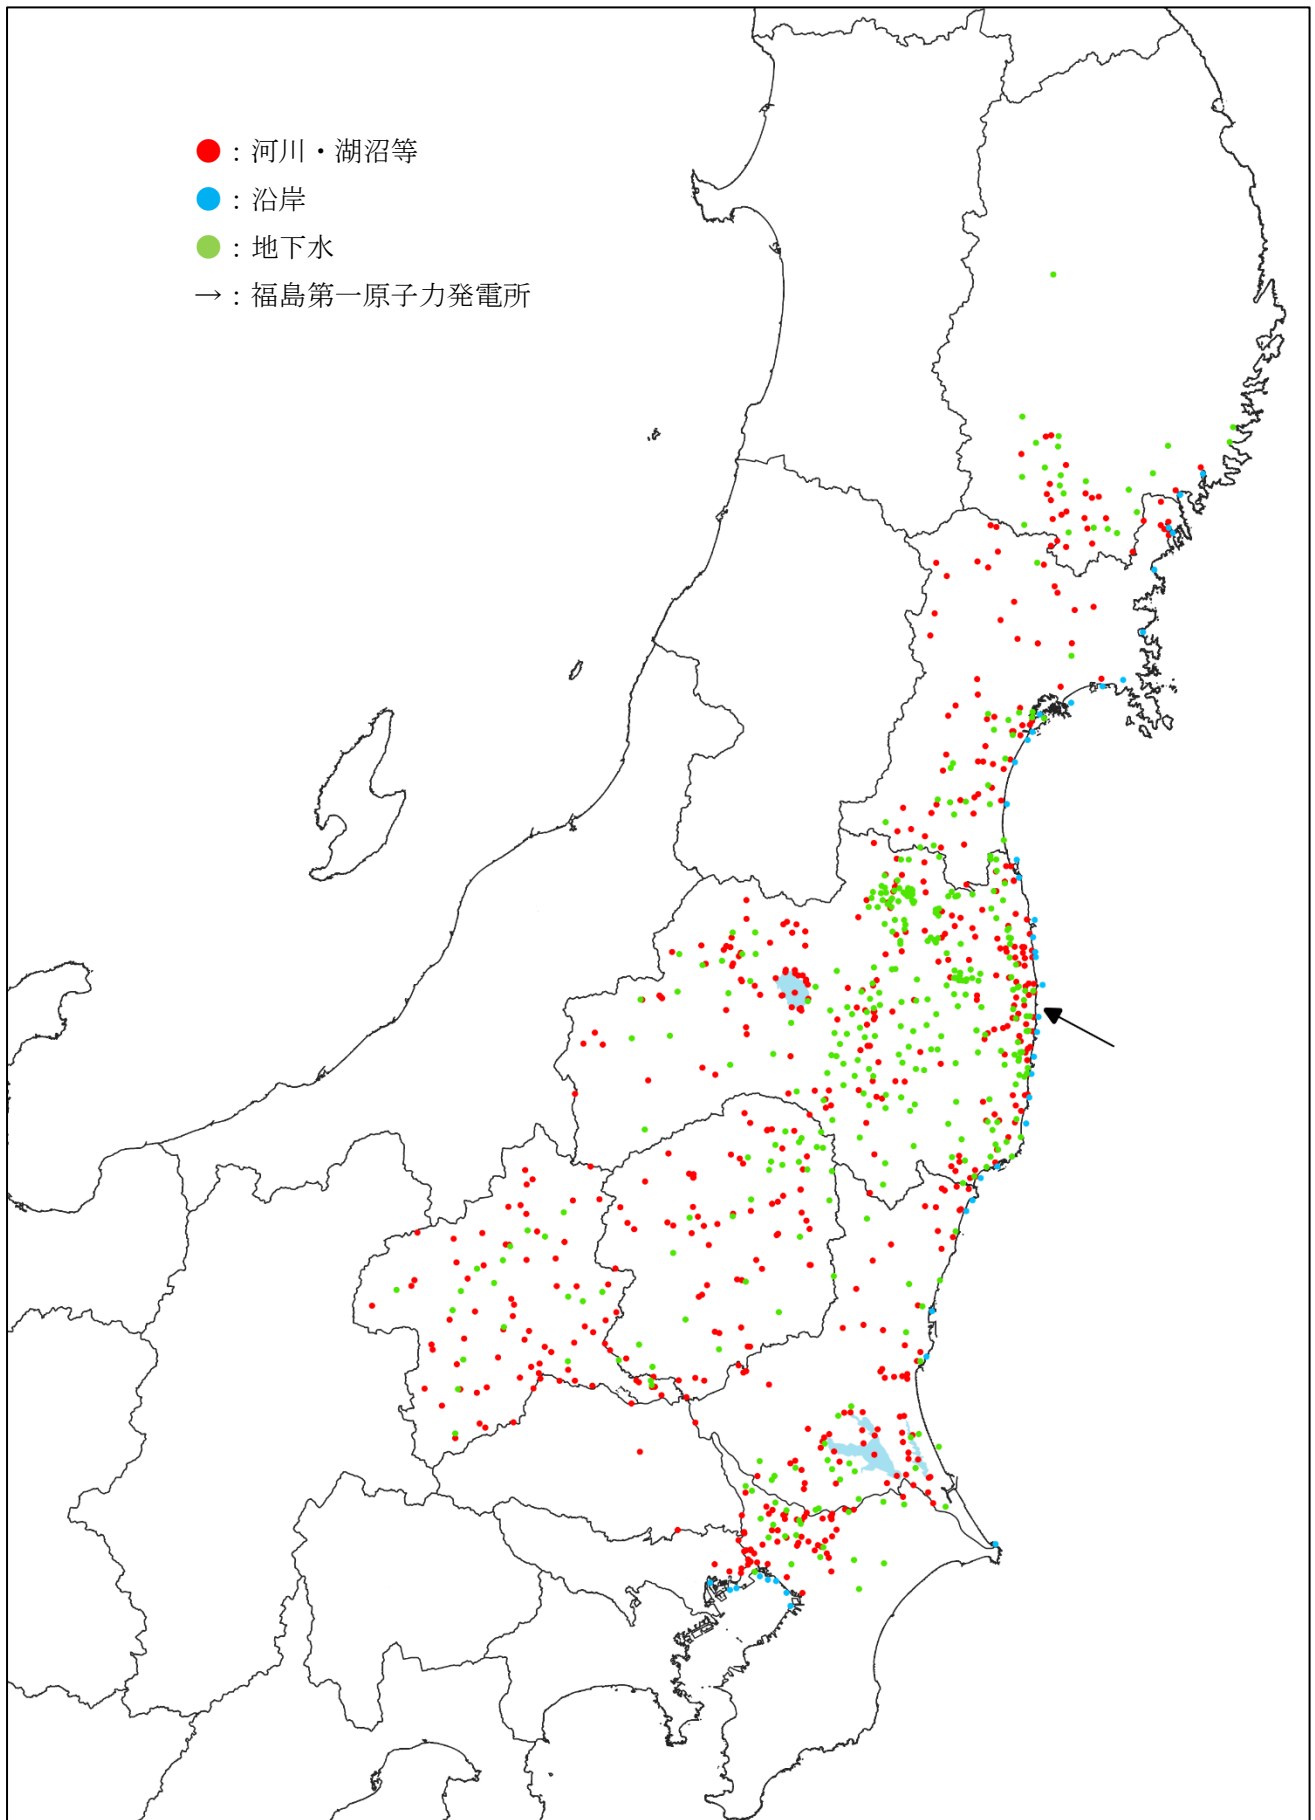 ● : 河川・湖沼等
● : 沿岸
● : 地下水
→ : 福島第一原子力発電所